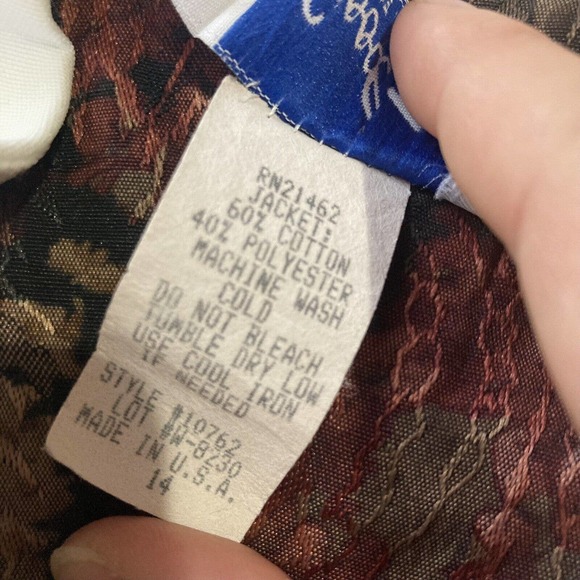 RN21462
JACKET:
60% COTTON
40% POLYESTER
MACHINE WASH
COLD
DO NOT BLEACH
TUMBLE DRY LOW
USE COOL IRON
IF NEEDED
STYLE #10762
LOT #W-8230
MADE IN U.S.A.
14